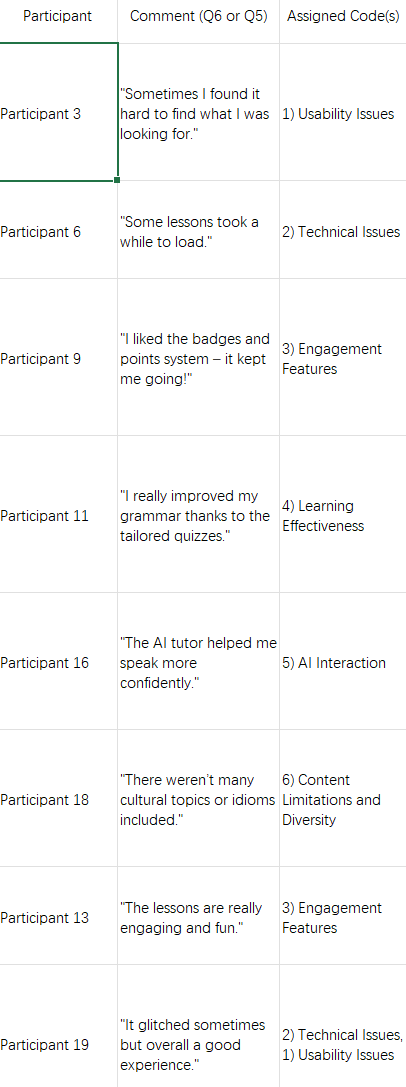 Participant Comment (Q6 or Q5) Assigned Code(s)
Participant 3
"Sometimes I found it
hard to find what I was
looking for."
1) Usability Issues
Participant 6
"Some lessons took a
while to load."
2) Technical Issues
Participant 9
"I liked the badges and
points system – it kept
me going!"
3) Engagement
Features
Participant 11
"I really improved my
grammar thanks to the
tailored quizzes."
4) Learning
Effectiveness
Participant 16
"The AI tutor helped me
speak more
confidently."
5) AI Interaction
Participant 18
"There weren't many
cultural topics or idioms
included."
6) Content
Limitations and
Diversity
Participant 13
"The lessons are really
engaging and fun."
3) Engagement
Features
Participant 19
"It glitched sometimes
but overall a good
experience."
2) Technical Issues,
1) Usability Issues